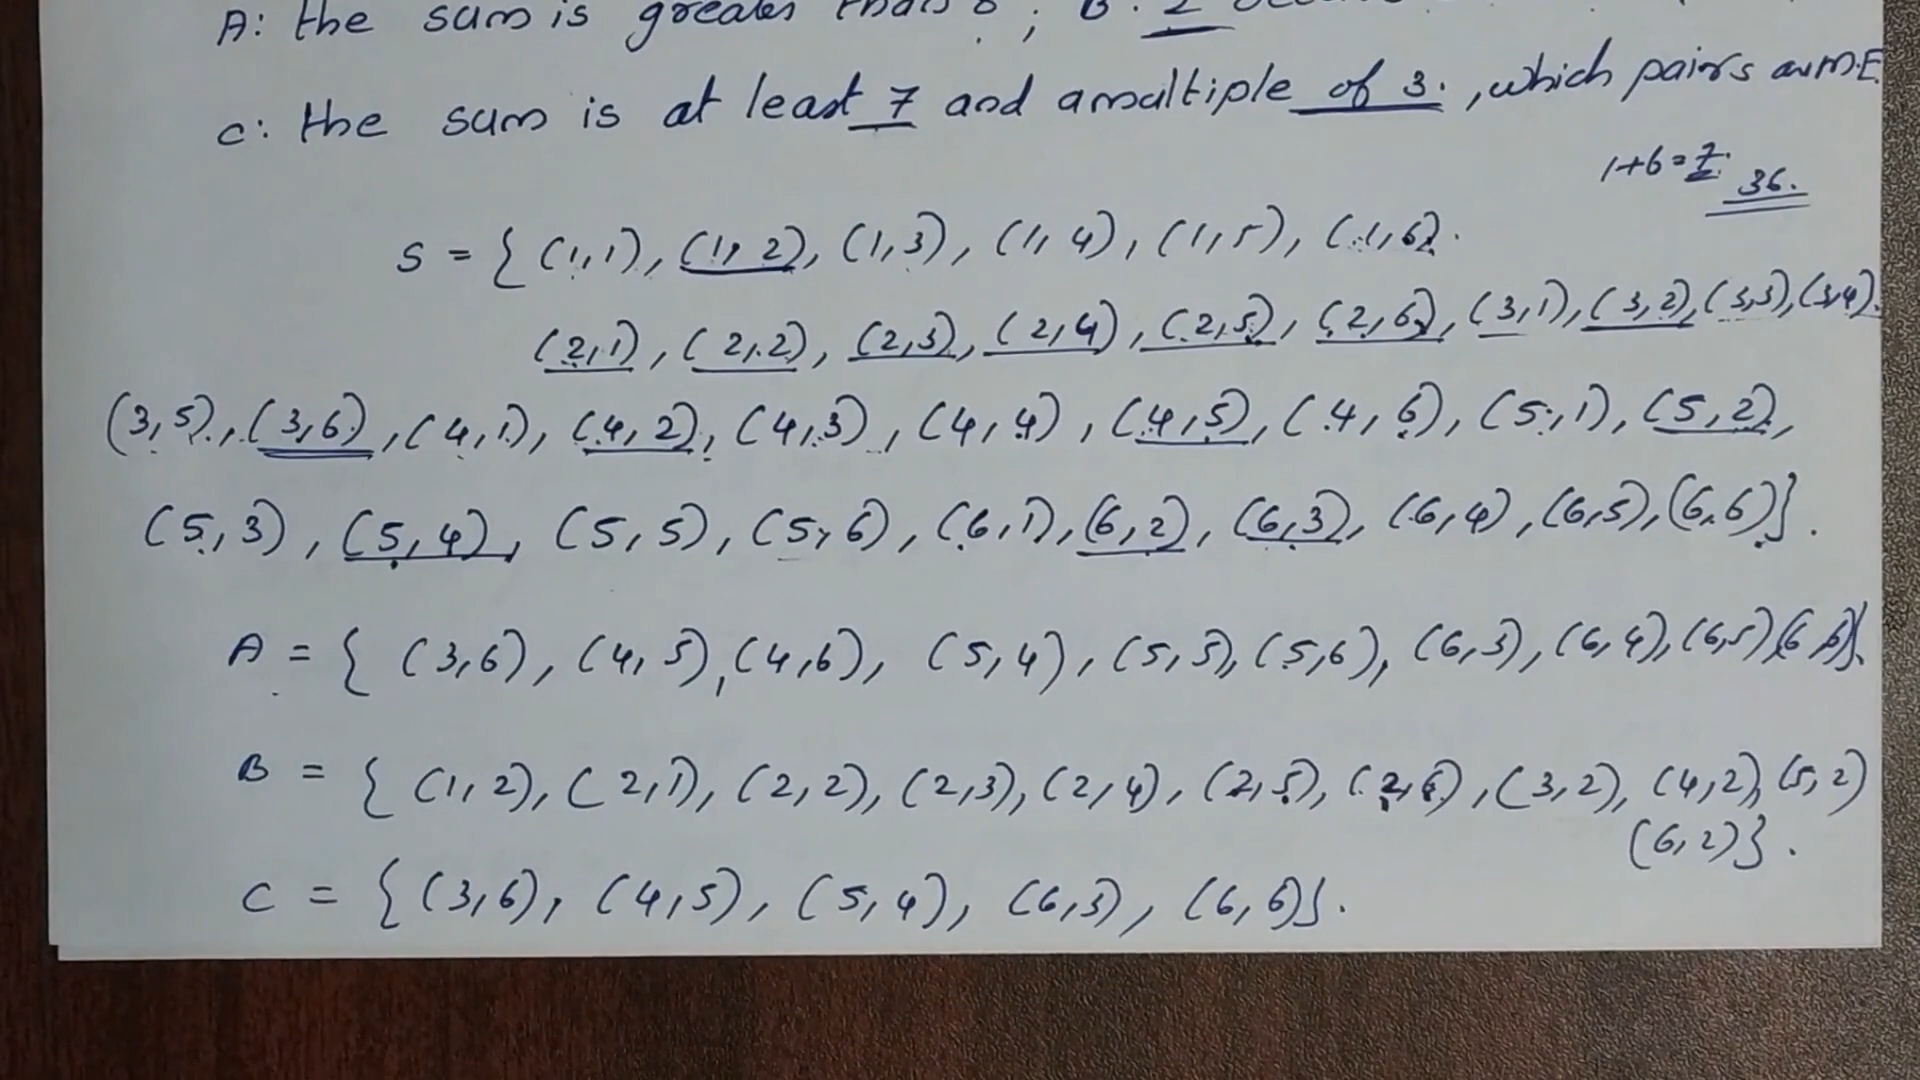 A: the sum is greater than 8 ; B: 2
C: the sum is at least 7 and a multiple of 3. , which pairs
1+6=7. 36.
S = { (1,1), (1, 2), (1,3), (1, 4), (1,5), (1,6).
(2,1), (2,2), (2,3), (2,4), (2,5), (2,6), (3,1), (3,2), (3,3), (3,4).
(3,5), (3,6), (4,1), (4,2), (4,3), (4,4), (4,5), (4,6), (5,1), (5,2),
(5,3), (5,4), (5,5), (5,6), (6,1), (6,2), (6,3), (6,4), (6,5), (6,6)}.
A = { (3,6), (4,5), (4,6), (5,4), (5,5), (5,6), (6,3), (6,4), (6,5) (6,6)}.
B = { (1,2), (2,1), (2,2), (2,3), (2,4), (2,5), (2,6), (3,2), (4,2), (5,2)
(6,2)}.
C = {(3,6), (4,5), (5,4), (6,3), (6,6)}.